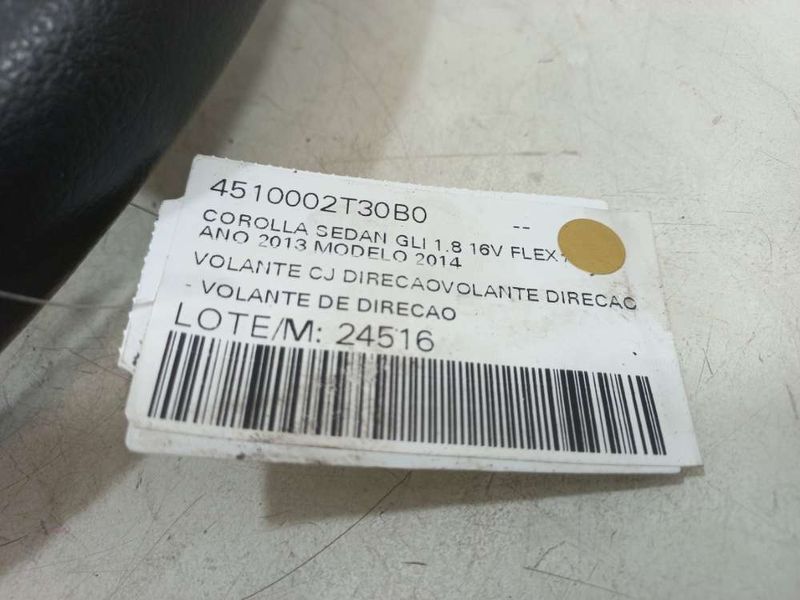 4510002T30B0 --
COROLLA SEDAN GLI 1.8 16V FLEX
ANO 2013 MODELO 2014
VOLANTE CJ DIRECAOVOLANTE DIRECAO
- VOLANTE DE DIRECAO
LOTE/M: 24516